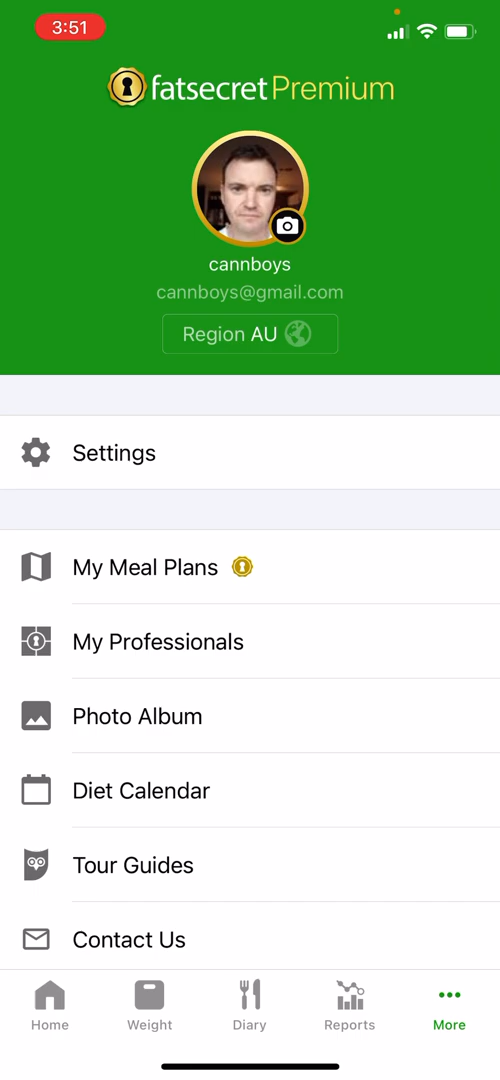 3:51
fatsecret Premium
cannboys
cannboys@gmail.com
Region AU
Settings
My Meal Plans
My Professionals
Photo Album
Diet Calendar
Tour Guides
Contact Us
Home Weight Diary Reports More